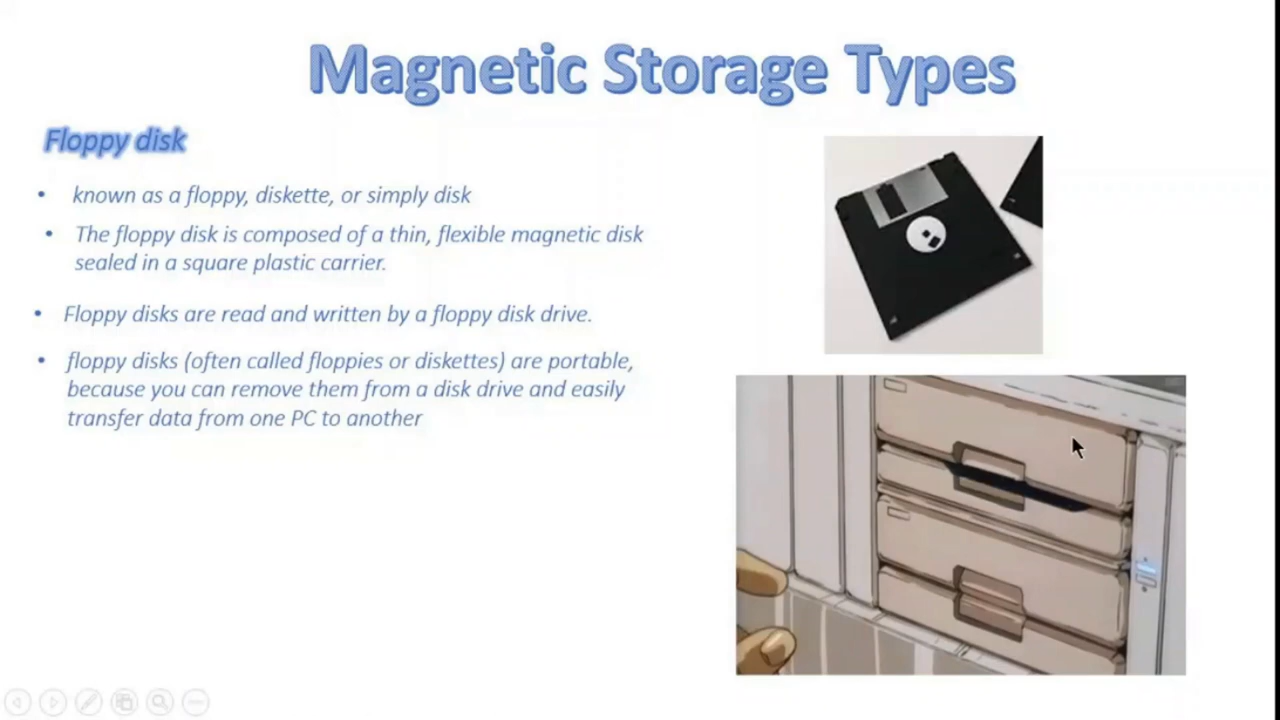 Magnetic Storage Types
Floppy disk
• known as a floppy, diskette, or simply disk
• The floppy disk is composed of a thin, flexible magnetic disk
sealed in a square plastic carrier.
• Floppy disks are read and written by a floppy disk drive.
• floppy disks (often called floppies or diskettes) are portable,
because you can remove them from a disk drive and easily
transfer data from one PC to another